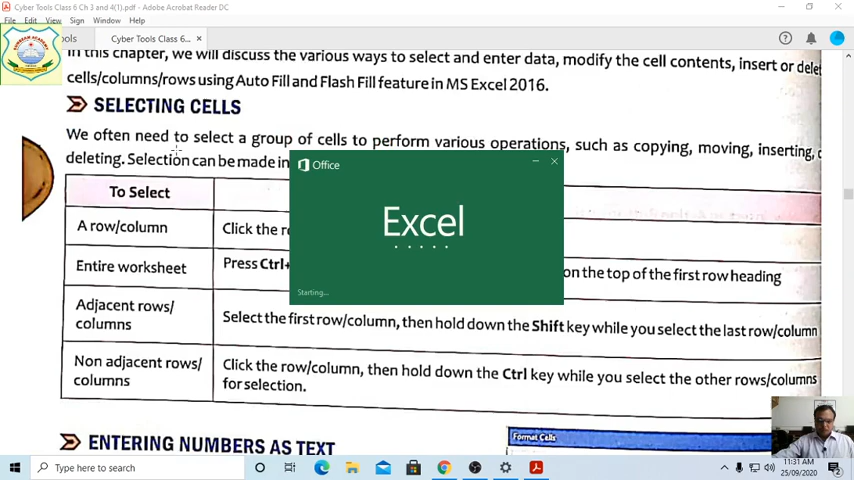 Cyber Tools Class 6 Ch 3 and 4(1).pdf - Adobe Acrobat Reader DC
File Edit View Sign Window Help
ools Cyber Tools Class 6... ×
In this chapter, we will discuss the various ways to select and enter data, modify the cell contents, insert or delet
cells/columns/rows using Auto Fill and Flash Fill feature in MS Excel 2016.
SELECTING CELLS
We often need to select a group of cells to perform various operations, such as copying, moving, inserting,
deleting. Selection can be made in
To Select
A row/column
Click the r
Entire worksheet
Press Ctrl+
on the top of the first row heading
Adjacent rows/
columns
Select the first row/column, then hold down the Shift key while you select the last row/column
Non adjacent rows/
columns
Click the row/column, then hold down the Ctrl key while you select the other rows/columns
for selection.
ENTERING NUMBERS AS TEXT
Format Cells
Office
Excel
Starting...
Type here to search
11:31 AM
25/09/2020
2